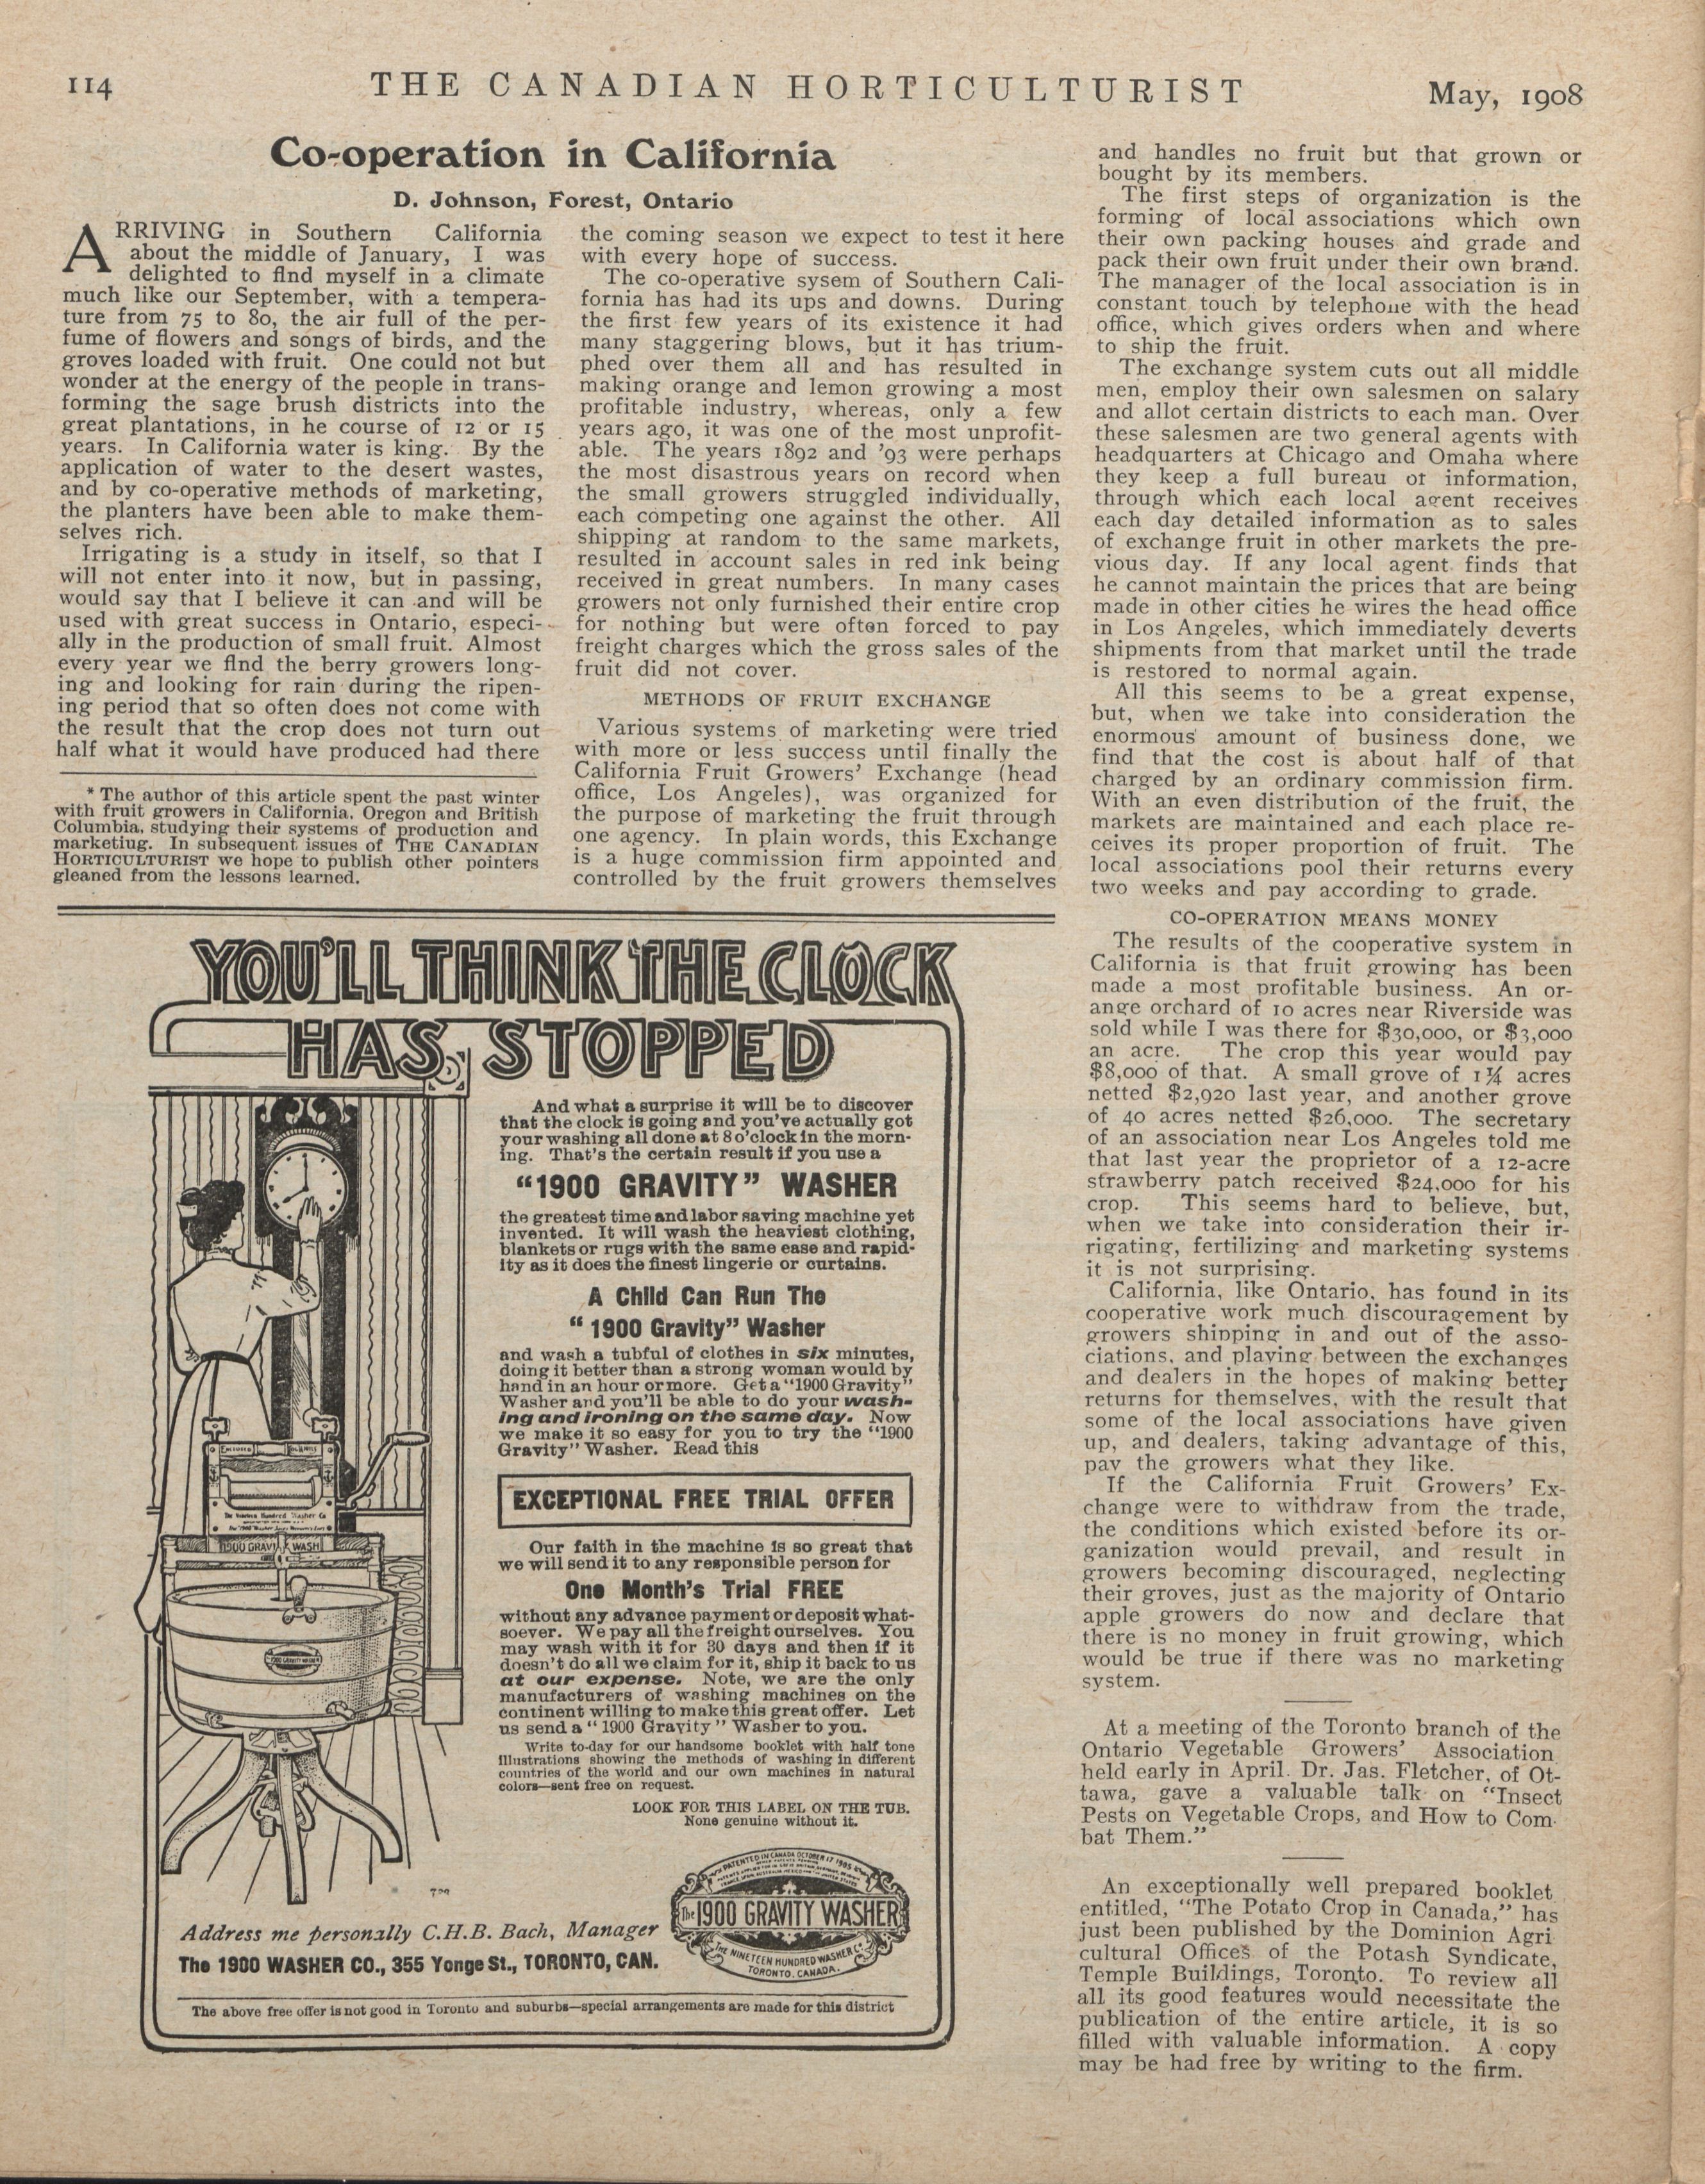 114
THE CANADIAN HORTICULTURIST
May, 1908
Co-operation in California
D. Johnson, Forest, Ontario
ARRIVING in Southern California
about the middle of January, I was
delighted to find myself in a climate
much like our September, with a tempera-
ture from 75 to 80, the air full of the per-
fume of flowers and songs of birds, and the
groves loaded with fruit. One could not but
wonder at the energy of the people in trans-
forming the sage brush districts into the
great plantations, in he course of 12 or 15
years. In California water is king. By the
application of water to the desert wastes,
and by co-operative methods of marketing,
the planters have been able to make them-
selves rich.
Irrigating is a study in itself, so that I
will not enter into it now, but in passing,
would say that I believe it can and will be
used with great success in Ontario, especi-
ally in the production of small fruit. Almost
every year we find the berry growers long-
ing and looking for rain during the ripen-
ing period that so often does not come with
the result that the crop does not turn out
half what it would have produced had there
* The author of this article spent the past winter
with fruit growers in California, Oregon and British
Columbia, studying their systems of production and
marketing. In subsequent issues of THE CANADIAN
HORTICULTURIST we hope to publish other pointers
gleaned from the lessons learned.
the coming season we expect to test it here
with every hope of success.
The co-operative sysem of Southern Cali-
fornia has had its ups and downs. During
the first few years of its existence it had
many staggering blows, but it has trium-
phed over them all and has resulted in
making orange and lemon growing a most
profitable industry, whereas, only a few
years ago, it was one of the most unprofit-
able. The years 1892 and '93 were perhaps
the most disastrous years on record when
the small growers struggled individually,
each competing one against the other. All
shipping at random to the same markets,
resulted in account sales in red ink being
received in great numbers. In many cases
growers not only furnished their entire crop
for nothing but were often forced to pay
freight charges which the gross sales of the
fruit did not cover.
METHODS OF FRUIT EXCHANGE
Various systems of marketing were tried
with more or less success until finally the
California Fruit Growers' Exchange (head
office, Los Angeles), was organized for
the purpose of marketing the fruit through
one agency. In plain words, this Exchange
is a huge commission firm appointed and
controlled by the fruit growers themselves
and handles no fruit but that grown or
bought by its members.
The first steps of organization is the
forming of local associations which own
their own packing houses and grade and
pack their own fruit under their own brand.
The manager of the local association is in
constant touch by telephone with the head
office, which gives orders when and where
to ship the fruit.
The exchange system cuts out all middle
men, employ their own salesmen on salary
and allot certain districts to each man. Over
these salesmen are two general agents with
headquarters at Chicago and Omaha where
they keep a full bureau of information,
through which each local agent receives
each day detailed information as to sales
of exchange fruit in other markets the pre-
vious day. If any local agent finds that
he cannot maintain the prices that are being
made in other cities he wires the head office
in Los Angeles, which immediately deverts
shipments from that market until the trade
is restored to normal again.
All this seems to be a great expense,
but, when we take into consideration the
enormous amount of business done, we
find that the cost is about half of that
charged by an ordinary commission firm.
With an even distribution of the fruit, the
markets are maintained and each place re-
ceives its proper proportion of fruit. The
local associations pool their returns every
two weeks and pay according to grade.
CO-OPERATION MEANS MONEY
The results of the cooperative system in
California is that fruit growing has been
made a most profitable business. An or-
ange orchard of 10 acres near Riverside was
sold while I was there for $30,000, or $3,000
an acre. The crop this year would pay
$8,000 of that. A small grove of 1¼ acres
netted $2,920 last year, and another grove
of 40 acres netted $26,000. The secretary
of an association near Los Angeles told me
that last year the proprietor of a 12-acre
strawberry patch received $24,000 for his
crop. This seems hard to believe, but,
when we take into consideration their ir-
rigating, fertilizing and marketing systems
it is not surprising.
California, like Ontario, has found in its
cooperative work much discouragement by
growers shipping in and out of the asso-
ciations, and playing between the exchanges
and dealers in the hopes of making better
returns for themselves, with the result that
some of the local associations have given
up, and dealers, taking advantage of this,
pay the growers what they like.
If the California Fruit Growers' Ex-
change were to withdraw from the trade,
the conditions which existed before its or-
ganization would prevail, and result in
growers becoming discouraged, neglecting
their groves, just as the majority of Ontario
apple growers do now and declare that
there is no money in fruit growing, which
would be true if there was no marketing
system.
At a meeting of the Toronto branch of the
Ontario Vegetable Growers' Association
held early in April. Dr. Jas. Fletcher, of Ot-
tawa, gave a valuable talk on "Insect
Pests on Vegetable Crops, and How to Com-
bat Them."
An exceptionally well prepared booklet
entitled, "The Potato Crop in Canada," has
just been published by the Dominion Agri
cultural Offices of the Potash Syndicate,
Temple Buildings, Toronto. To review all
all its good features would necessitate the
publication of the entire article, it is so
filled with valuable information. A copy
may be had free by writing to the firm.
YOU'LL THINK THE CLOCK
HAS STOPPED
And what a surprise it will be to discover
that the clock is going and you've actually got
your washing all done at 8 o'clock in the morn-
ing. That's the certain result if you use a
"1900 GRAVITY" WASHER
the greatest time and labor saving machine yet
invented. It will wash the heaviest clothing,
blankets or rugs with the same ease and rapid-
ity as it does the finest lingerie or curtains.
A Child Can Run The
"1900 Gravity" Washer
and wash a tubful of clothes in six minutes,
doing it better than a strong woman would by
hand in an hour or more. Get a "1900 Gravity"
Washer and you'll be able to do your wash-
ing and ironing on the same day. Now
we make it so easy for you to try the "1900
Gravity" Washer. Read this
EXCEPTIONAL FREE TRIAL OFFER
Our faith in the machine is so great that
we will send it to any responsible person for
One Month's Trial FREE
without any advance payment or deposit what-
soever. We pay all the freight ourselves. You
may wash with it for 30 days and then if it
doesn't do all we claim for it, ship it back to us
at our expense. Note, we are the only
manufacturers of washing machines on the
continent willing to make this great offer. Let
us send a "1900 Gravity" Washer to you.
Write to-day for our handsome booklet with half tone
illustrations showing the methods of washing in different
countries of the world and our own machines in natural
colors—sent free on request.
LOOK FOR THIS LABEL ON THE TUB.
None genuine without it.
The Nineteen Hundred Washer Co
1900 GRAVI WASH
PATENTED IN CANADA OCTOBER 17 1905
The 1900 GRAVITY WASHER
THE NINETEEN HUNDRED WASHER Co.
TORONTO, CANADA.
Address me personally C.H.B. Bach, Manager
The 1900 WASHER CO., 355 Yonge St., TORONTO, CAN.
The above free offer is not good in Toronto and suburbs—special arrangements are made for this district